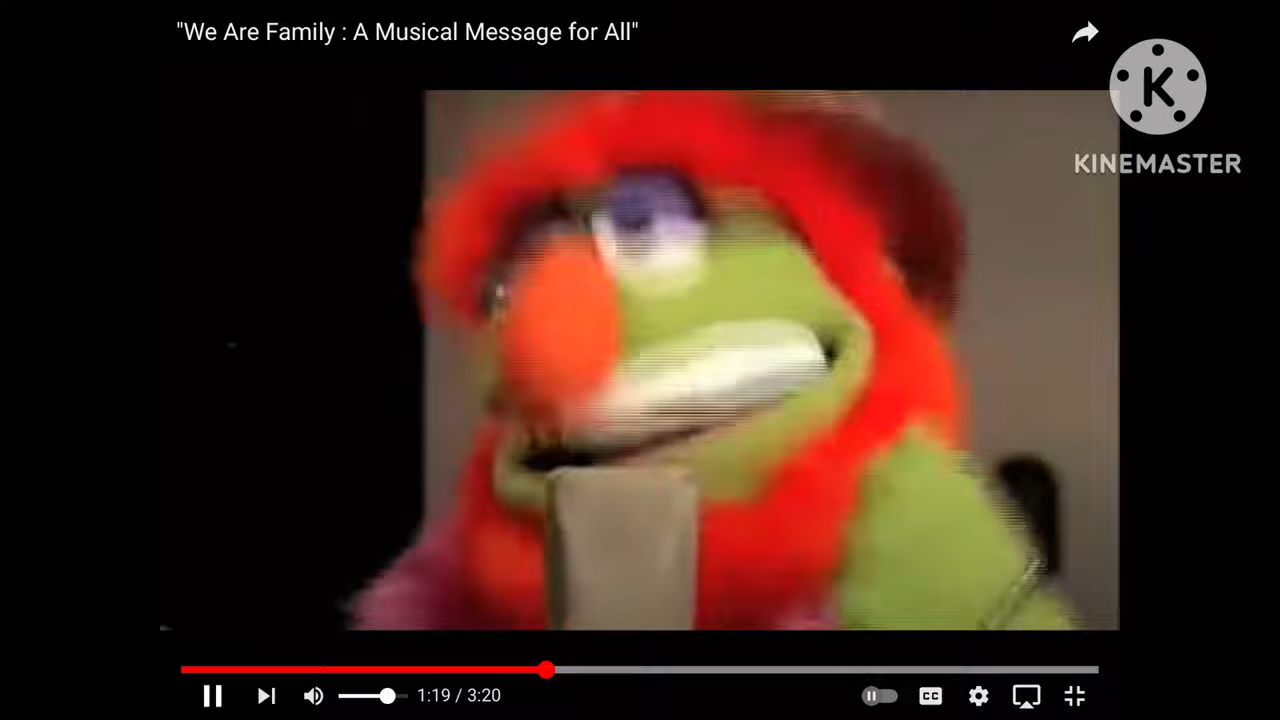 "We Are Family : A Musical Message for All"
K
KINEMASTER
1:19 / 3:20
CC